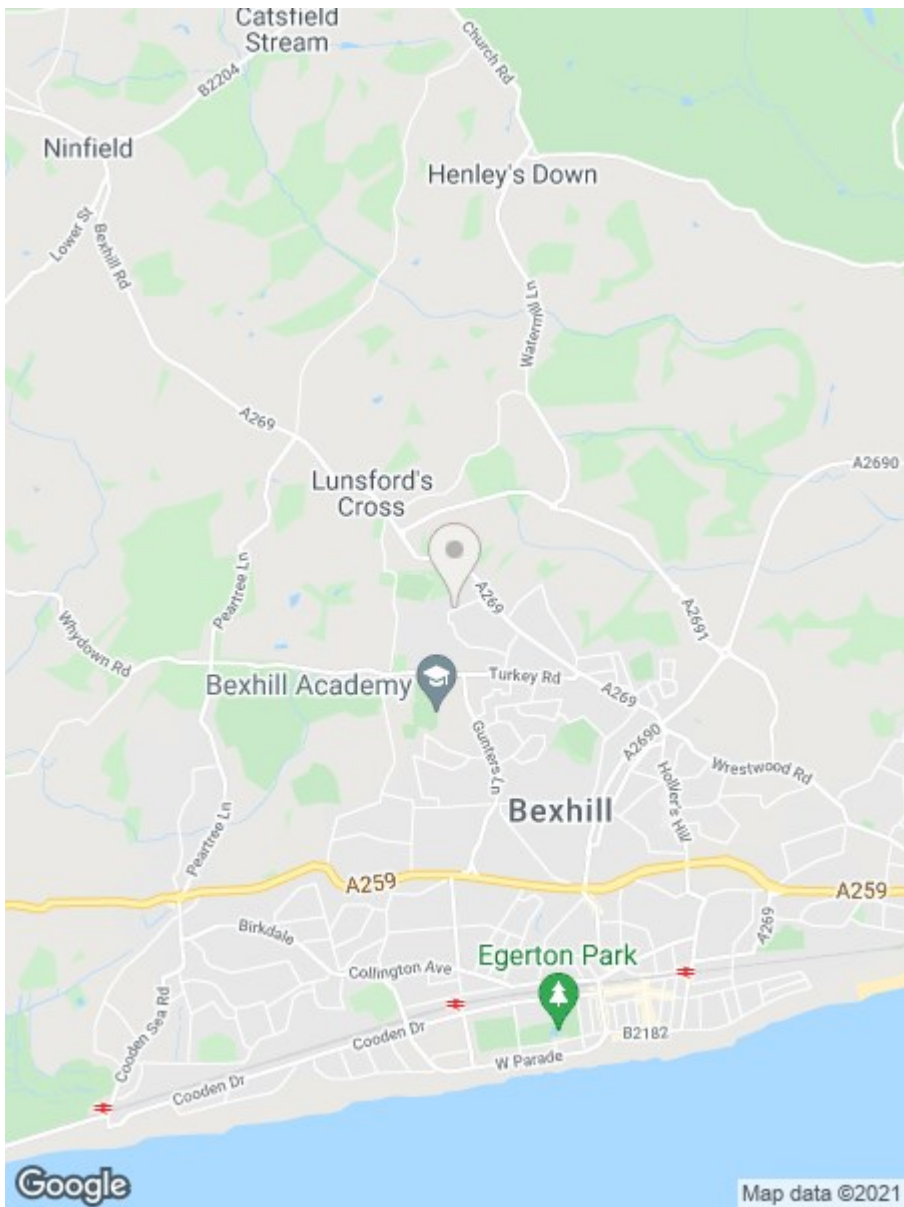 Catsfield
Stream
Church Rd
B2204
Ninfield
Henley's Down
Lower St
Bexhill Rd
Watermill Ln
A269
A2690
Lunsford's
Cross
Peartree Ln
A269
A2691
Whydown Rd
Bexhill Academy
Turkey Rd
A269
Gunters Ln
A2690
Wrestwood Rd
Holliers Hill
Bexhill
Peartree Ln
A259
A259
Birkdale
A269
Egerton Park
Collington Ave
Cooden Sea Rd
Cooden Dr
B2182
W Parade
Cooden Dr
Google
Map data ©2021